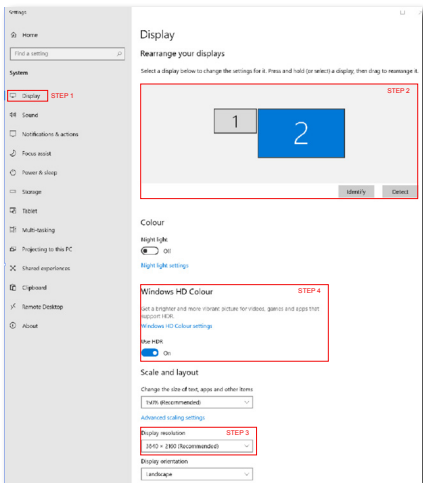 Settings
Home
Find a setting
System
Display STEP 1
Sound
Notifications & actions
Focus assist
Power & sleep
Storage
Tablet
Multi-tasking
Projecting to this PC
Shared experiences
Clipboard
Remote Desktop
About
Display
Rearrange your displays
Select a display below to change the settings for it. Press and hold (or select) a display, then drag to rearrange it.
STEP 2
1
2
Identify Detect
Colour
Night light
Off
Night light settings
Windows HD Colour STEP 4
Get a brighter and more vibrant picture for videos, games and apps that
support HDR.
Windows HD Colour settings
Use HDR
On
Scale and layout
Change the size of text, apps and other items
150% (Recommended)
Advanced scaling settings
Display resolution STEP 3
3840 × 2160 (Recommended)
Display orientation
Landscape